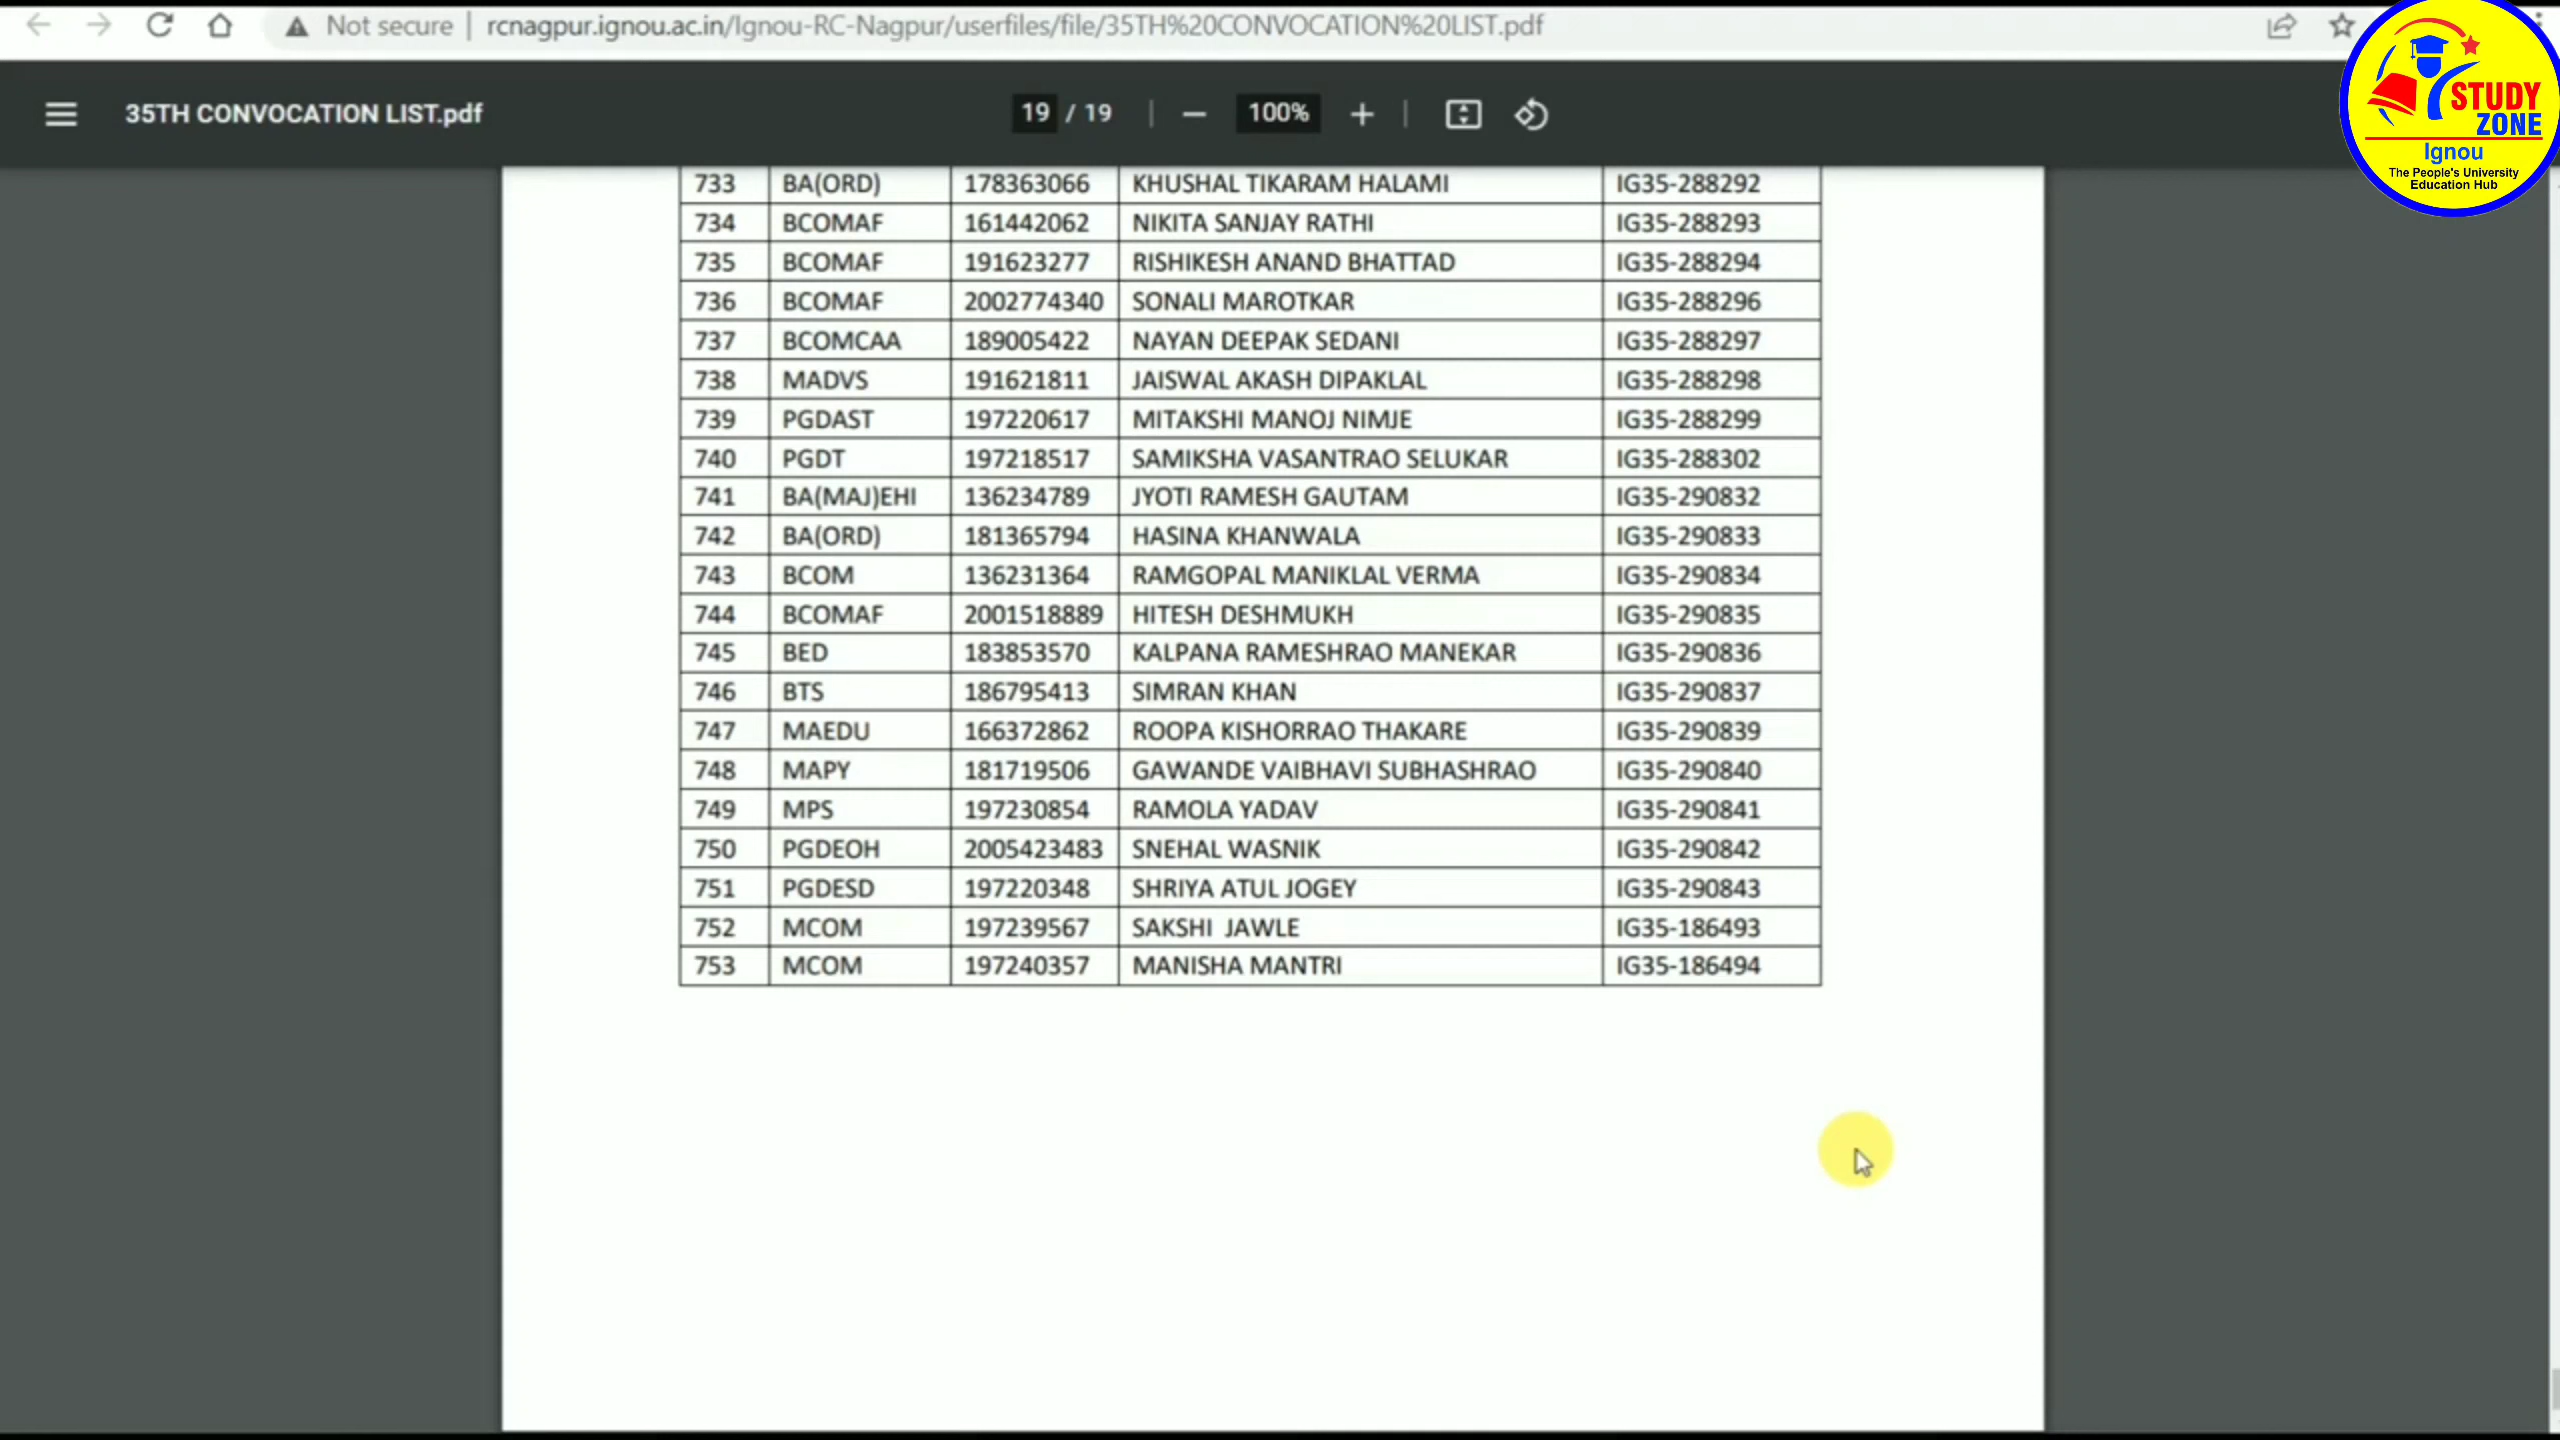 Not secure | rcnagpur.ignou.ac.in/Ignou-RC-Nagpur/userfiles/file/35TH%20CONVOCATION%20LIST.pdf
35TH CONVOCATION LIST.pdf 19 / 19 100%
STUDY
ZONE
Ignou
The People's University
Education Hub
733 BA(ORD) 178363066 KHUSHAL TIKARAM HALAMI IG35-288292
734 BCOMAF 161442062 NIKITA SANJAY RATHI IG35-288293
735 BCOMAF 191623277 RISHIKESH ANAND BHATTAD IG35-288294
736 BCOMAF 2002774340 SONALI MAROTKAR IG35-288296
737 BCOMCAA 189005422 NAYAN DEEPAK SEDANI IG35-288297
738 MADVS 191621811 JAISWAL AKASH DIPAKLAL IG35-288298
739 PGDAST 197220617 MITAKSHI MANOJ NIMJE IG35-288299
740 PGDT 197218517 SAMIKSHA VASANTRAO SELUKAR IG35-288302
741 BA(MAJ)EHI 136234789 JYOTI RAMESH GAUTAM IG35-290832
742 BA(ORD) 181365794 HASINA KHANWALA IG35-290833
743 BCOM 136231364 RAMGOPAL MANIKLAL VERMA IG35-290834
744 BCOMAF 2001518889 HITESH DESHMUKH IG35-290835
745 BED 183853570 KALPANA RAMESHRAO MANEKAR IG35-290836
746 BTS 186795413 SIMRAN KHAN IG35-290837
747 MAEDU 166372862 ROOPA KISHORRAO THAKARE IG35-290839
748 MAPY 181719506 GAWANDE VAIBHAVI SUBHASHRAO IG35-290840
749 MPS 197230854 RAMOLA YADAV IG35-290841
750 PGDEOH 2005423483 SNEHAL WASNIK IG35-290842
751 PGDESD 197220348 SHRIYA ATUL JOGEY IG35-290843
752 MCOM 197239567 SAKSHI JAWLE IG35-186493
753 MCOM 197240357 MANISHA MANTRI IG35-186494